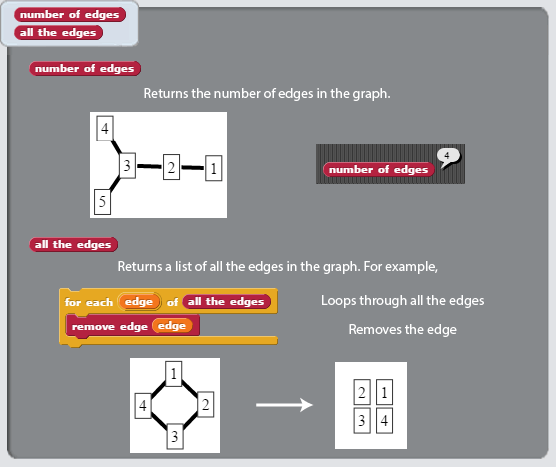 number of edges
all the edges
number of edges
Returns the number of edges in the graph.
4
3
2
1
5
number of edges
4
all the edges
Returns a list of all the edges in the graph. For example,
for each edge of all the edges
Loops through all the edges
remove edge edge
Removes the edge
1
4
2
3
2 1
3 4